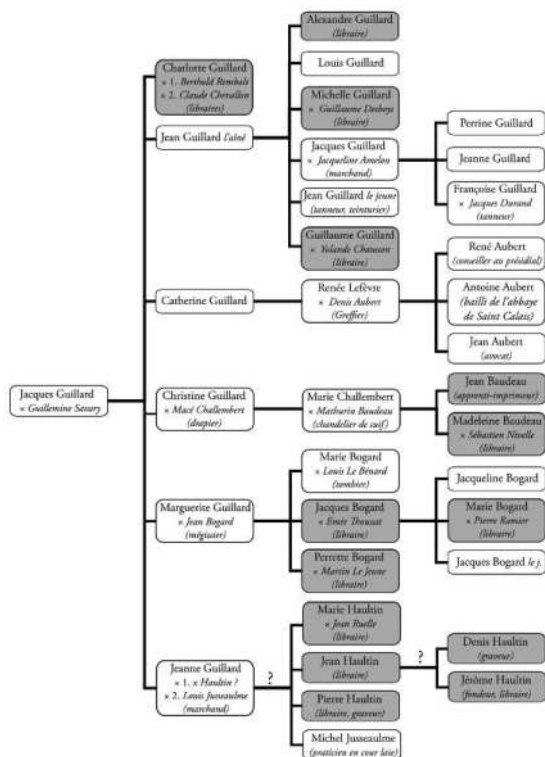 Alexandre Guillard
(libraire)
Louis Guillard
Michelle Guillard
× Guillaume Desboys
(libraire)
Jacques Guillard
× Jacqueline Amelon
(marchand)
Jean Guillard le jeune
(tanneur, teinturier)
Guillaume Guillard
× Yolande Chausson
(libraire)
Charlotte Guillard
× 1. Berthold Rembolt
× 2. Claude Chevallon
(libraires)
Jean Guillard l'aîné
Perrine Guillard
Jeanne Guillard
Françoise Guillard
× Jacques Durand
(tanneur)
Catherine Guillard
Renée Lefèvre
× Denis Aubert
(Greffier)
René Aubert
(conseiller au présidial)
Antoine Aubert
(bailli de l'abbaye
de Saint Calais)
Jean Aubert
(avocat)
Jacques Guillard
× Guillemine Savary
Christine Guillard
× Macé Challembert
(drapier)
Marie Challembert
× Mathurin Baudeau
(chandelier de suif)
Jean Baudeau
(apprenti-imprimeur)
Madeleine Baudeau
× Sébastien Nivelle
(libraire)
Marguerite Guillard
× Jean Bogard
(mégissier)
Marie Bogard
× Louis Le Bénard
(tombier)
Jacques Bogard
× Emée Thoussat
(libraire)
Perrette Bogard
× Martin Le Jeune
(libraire)
Jacqueline Bogard
Marie Bogard
× Pierre Ramier
(libraire)
Jacques Bogard le j.
Jeanne Guillard
× 1. × Haultin ?
× 2. Louis Jusseaulme
(marchand)
?
Marie Haultin
× Jean Ruelle
(libraire)
Jean Haultin
(libraire)
Pierre Haultin
(libraire, graveur)
Michel Jusseaulme
(praticien en cour laie)
?
Denis Haultin
(graveur)
Jérôme Haultin
(fondeur, libraire)